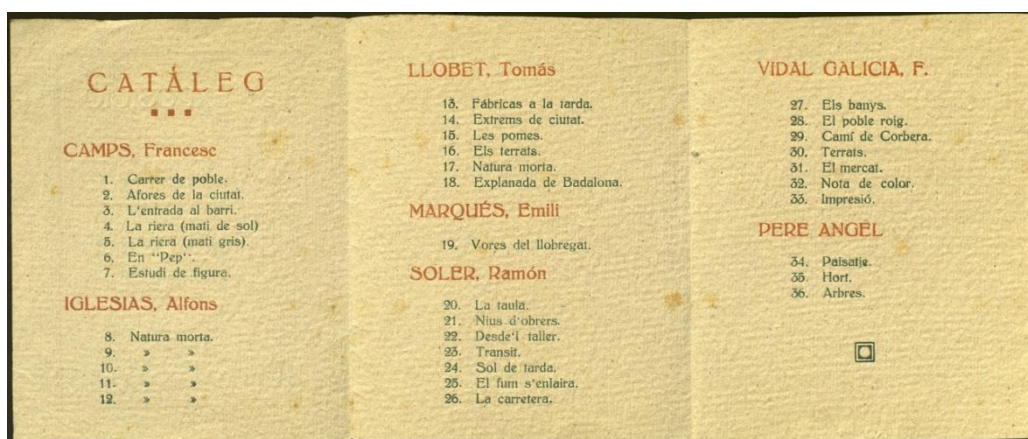 CATÁLEG
CAMPS, Francesc
1. Carrer de poble.
2. Afores de la ciutat.
3. L'entrada al barri.
4. La riera (mati de sol)
5. La riera (mati gris).
6. En "Pep".
7. Estudi de figura.
IGLESIAS, Alfons
8. Natura morta.
9. » »
10. » »
11. » »
12. » »
LLOBET, Tomás
13. Fábricas a la tarda.
14. Extrems de ciutat.
15. Les pomes.
16. Els terrats.
17. Natura morta.
18. Explanada de Badalona.
MARQUÉS, Emili
19. Vores del llobregat.
SOLER, Ramón
20. La taula.
21. Nius d'obrers.
22. Desde'l taller.
23. Transit.
24. Sol de tarda.
25. El fum s'enlaira.
26. La carretera.
VIDAL GALICIA, F.
27. Els banys.
28. El poble roig.
29. Camí de Corbera.
30. Terrats.
31. El mercat.
32. Nota de color.
33. Impresió.
PERE ANGEL
34. Paisatje.
35. Hort.
36. Arbres.